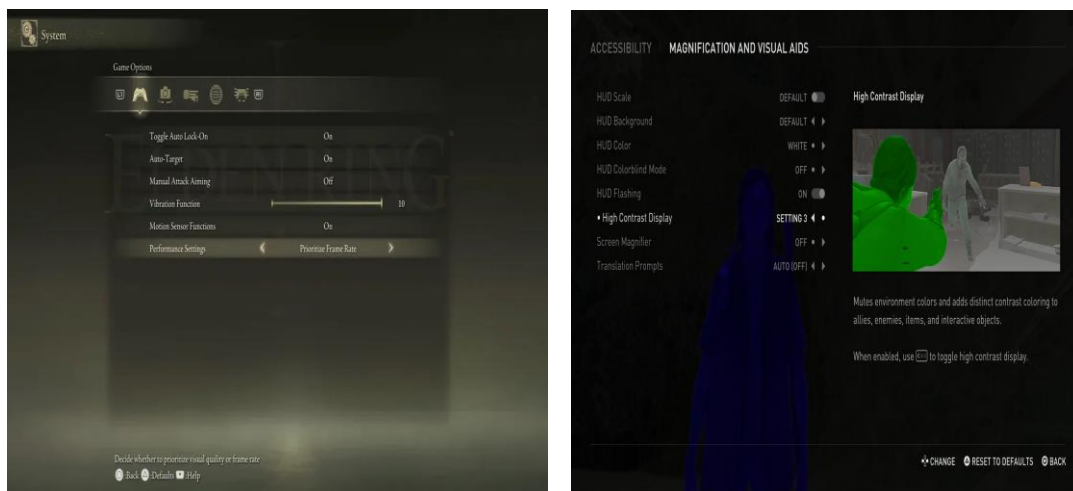 System
Game Options
L1
R1
ELDEN RING
Toggle Auto Lock-On On
Auto-Target On
Manual Attack Aiming Off
Vibration Function 10
Motion Sensor Functions On
Performance Settings Prioritize Frame Rate
Decide whether to prioritize visual quality or frame rate
:Back :Defaults :Help
ACCESSIBILITY MAGNIFICATION AND VISUAL AIDS
HUD Scale DEFAULT
HUD Background DEFAULT
HUD Color WHITE
HUD Colorblind Mode OFF
HUD Flashing ON
• High Contrast Display SETTING 3
Screen Magnifier OFF
Translation Prompts AUTO (OFF)
High Contrast Display
Mutes environment colors and adds distinct contrast coloring to
allies, enemies, items, and interactive objects.
When enabled, use to toggle high contrast display.
CHANGE RESET TO DEFAULTS BACK